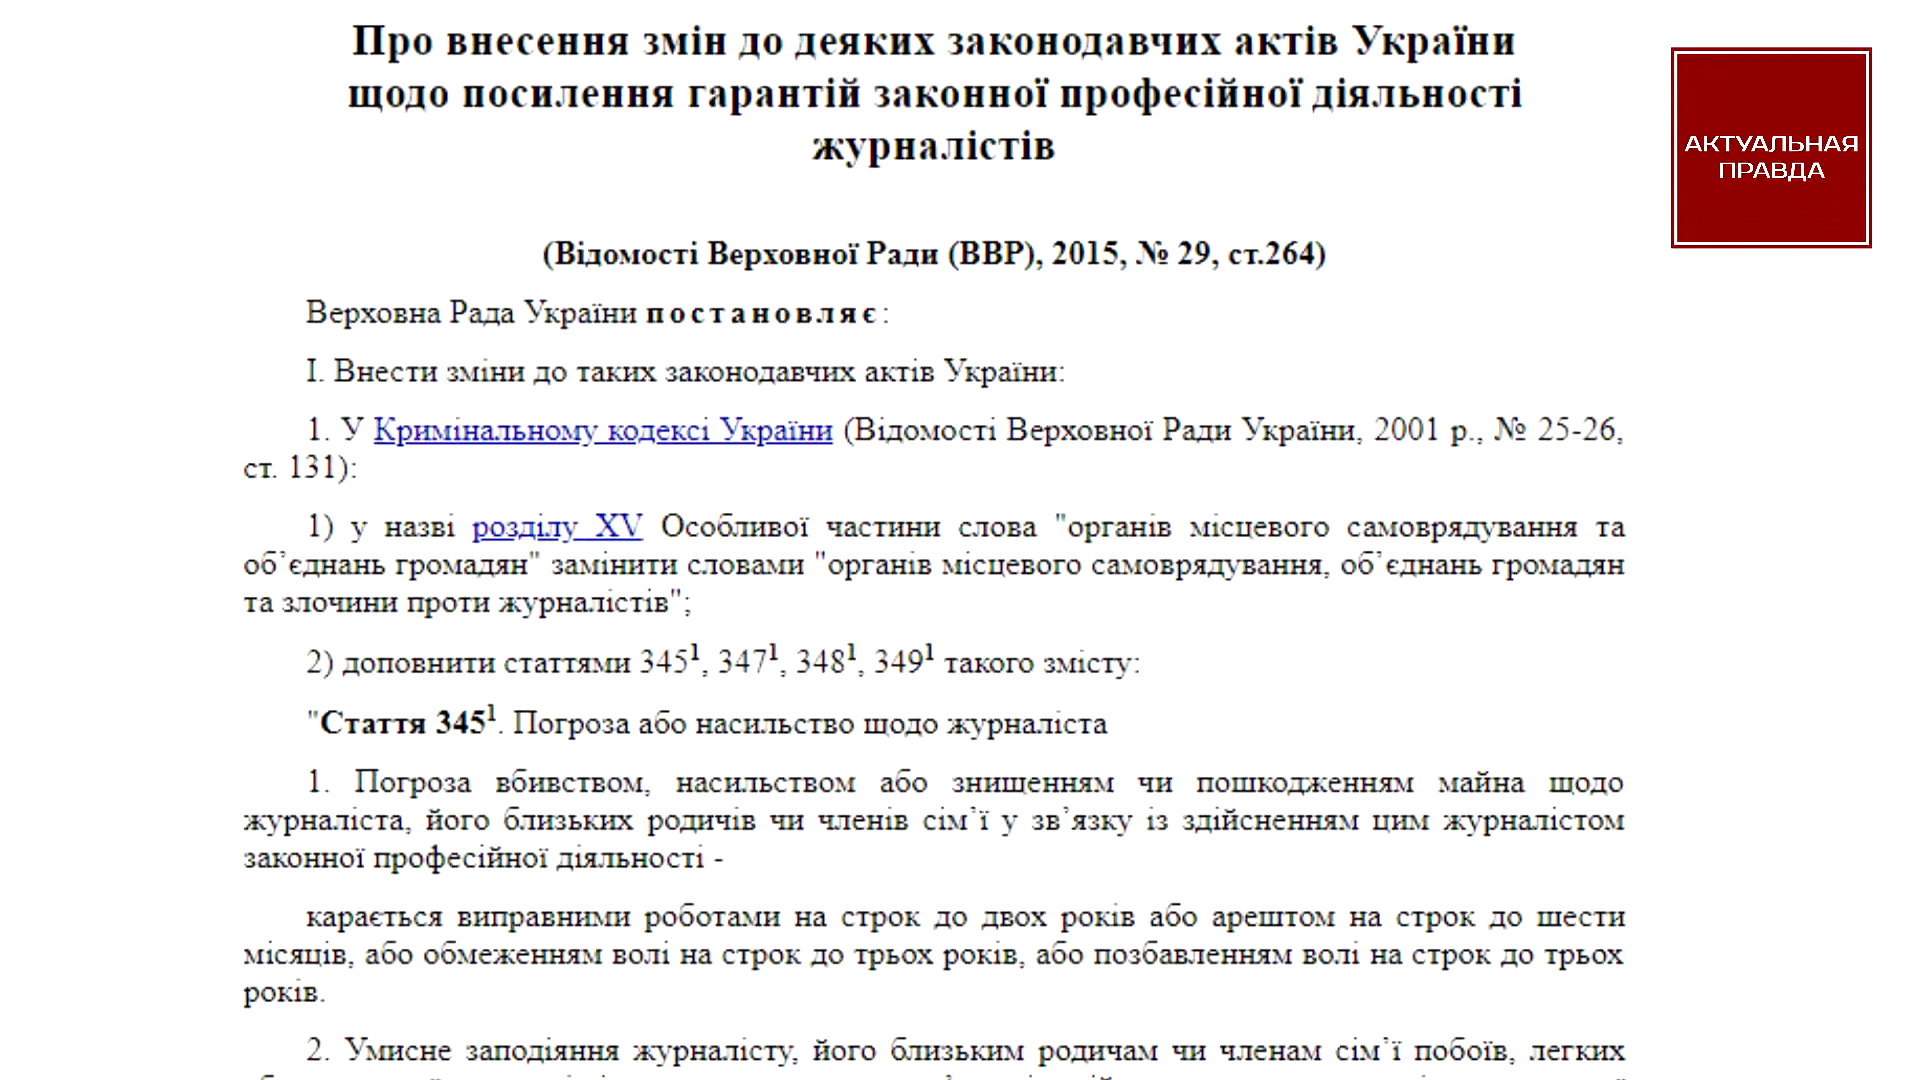 Про внесення змін до деяких законодавчих актів України
щодо посилення гарантій законної професійної діяльності
журналістів
АКТУАЛЬНАЯ
ПРАВДА
(Відомості Верховної Ради (ВВР), 2015, № 29, ст.264)
Верховна Рада України постановляє:
I. Внести зміни до таких законодавчих актів України:
1. У Кримінальному кодексі України (Відомості Верховної Ради України, 2001 р., № 25-26,
ст. 131):
1) у назві розділу XV Особливої частини слова "органів місцевого самоврядування та
об’єднань громадян" замінити словами "органів місцевого самоврядування, об’єднань громадян
та злочини проти журналістів";
2) доповнити статтями 345¹, 347¹, 348¹, 349¹ такого змісту:
"Стаття 345¹. Погроза або насильство щодо журналіста
1. Погроза вбивством, насильством або знищенням чи пошкодженням майна щодо
журналіста, його близьких родичів чи членів сім’ї у зв’язку із здійсненням цим журналістом
законної професійної діяльності -
карається виправними роботами на строк до двох років або арештом на строк до шести
місяців, або обмеженням волі на строк до трьох років, або позбавленням волі на строк до трьох
років.
2. Умисне заподіяння журналісту, його близьким родичам чи членам сім’ї побоїв, легких